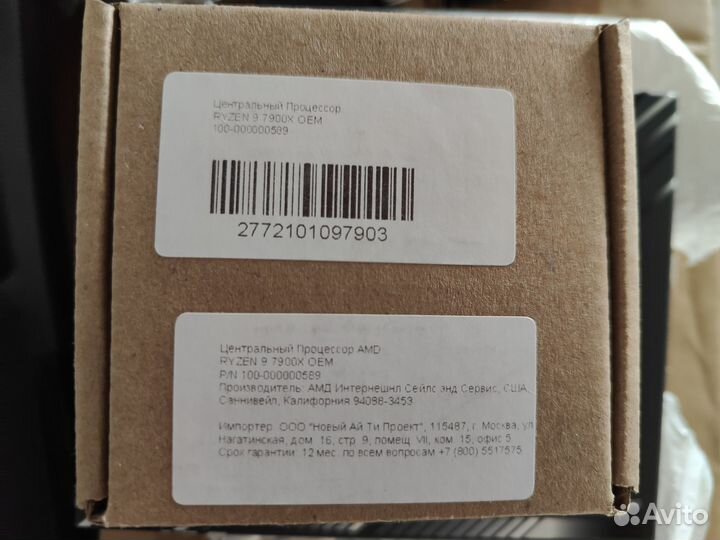 Центральный Процессор
RYZEN 9 7900X OEM
100-000000589
2772101097903
Центральный Процессор AMD
RYZEN 9 7900X OEM
P/N 100-000000589
Производитель: АМД Интернешнл Сейлс энд Сервис, США,
Саннивейл, Калифорния 94088-3453
Импортер: ООО "Новый Ай Ти Проект", 115487, г. Москва, ул
Нагатинская, дом. 16, стр. 9, помещ. VII, ком. 15, офис 5
Срок гарантии: 12 мес. по всем вопросам +7 (800) 5517575
Avito